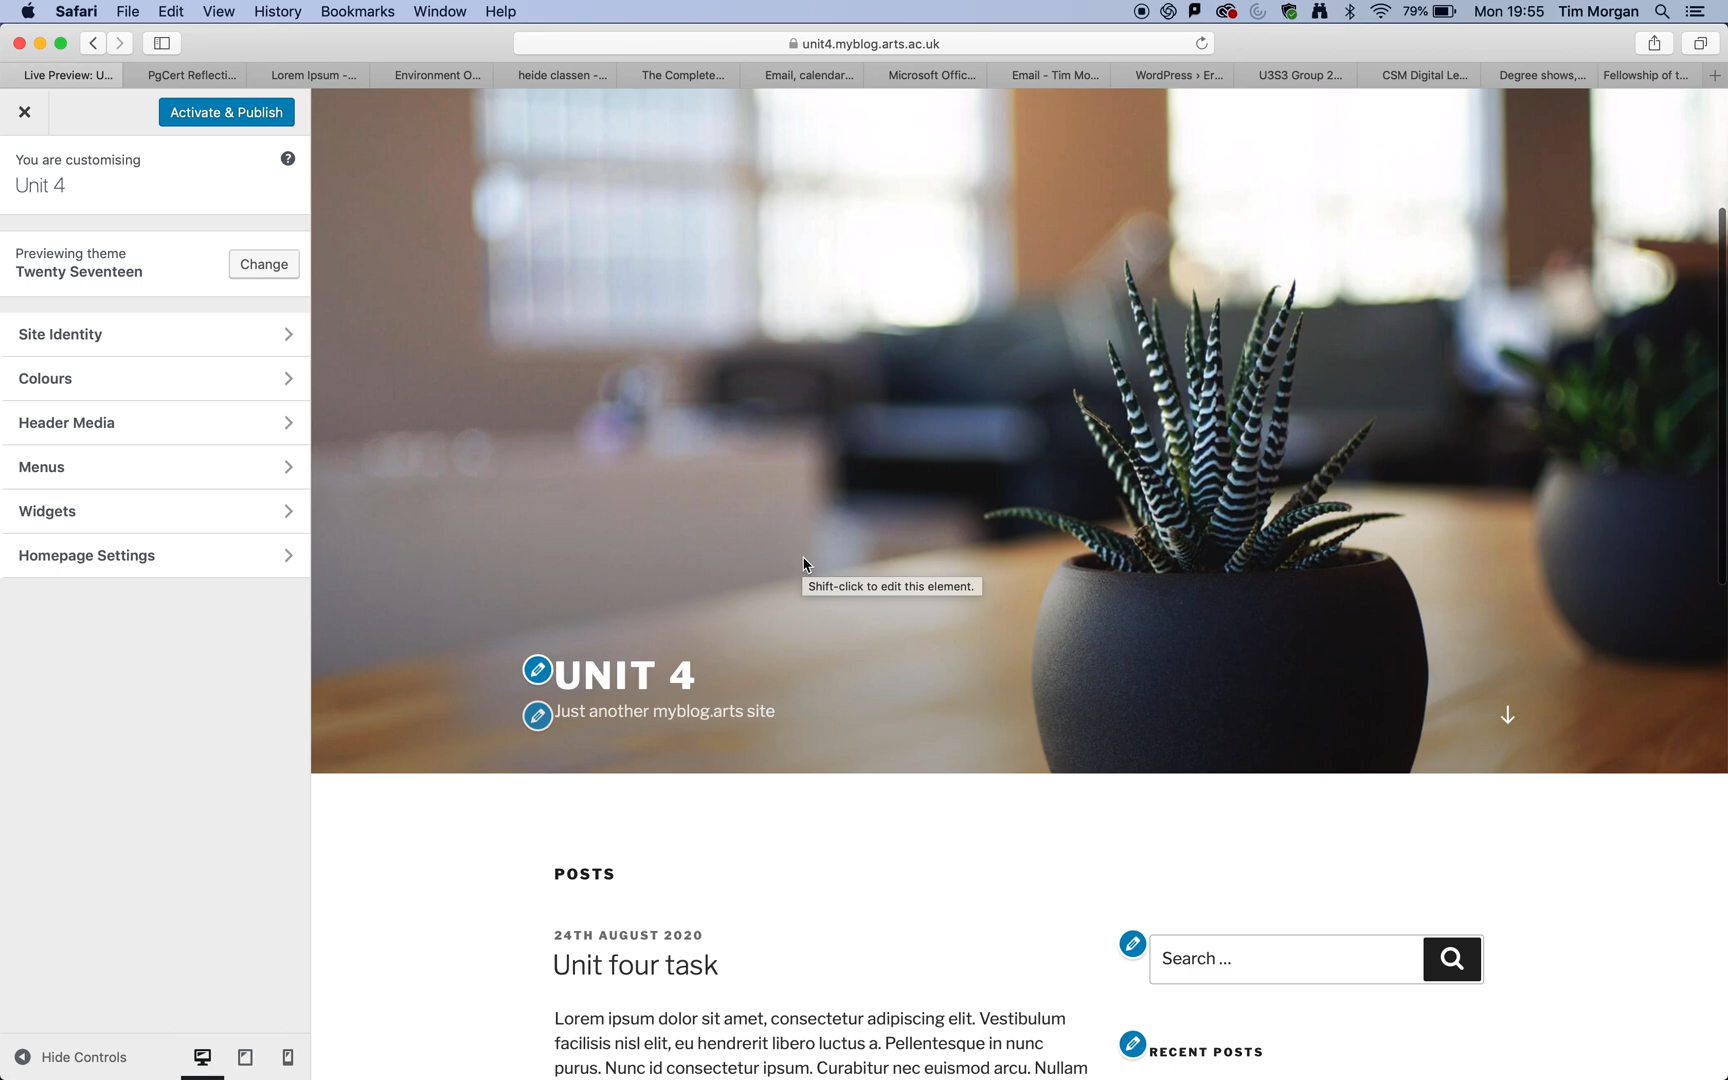 Safari File Edit View History Bookmarks Window Help 79% Mon 19:55 Tim Morgan
unit4.myblog.arts.ac.uk
Live Preview: U... PgCert Reflecti... Lorem Ipsum -... Environment O... heide classen -... The Complete... Email, calendar... Microsoft Offic... Email - Tim Mo... WordPress › Er... U3S3 Group 2... CSM Digital Le... Degree shows,... Fellowship of t...
Activate & Publish
You are customising
Unit 4
Previewing theme
Twenty Seventeen
Change
Site Identity
Colours
Header Media
Menus
Widgets
Homepage Settings
Hide Controls
Shift-click to edit this element.
UNIT 4
Just another myblog.arts site
POSTS
24TH AUGUST 2020
Unit four task
Lorem ipsum dolor sit amet, consectetur adipiscing elit. Vestibulum
facilisis nisl elit, eu hendrerit libero luctus a. Pellentesque in nunc
purus. Nunc id consectetur ipsum. Curabitur nec euismod arcu. Nullam
Search ...
RECENT POSTS